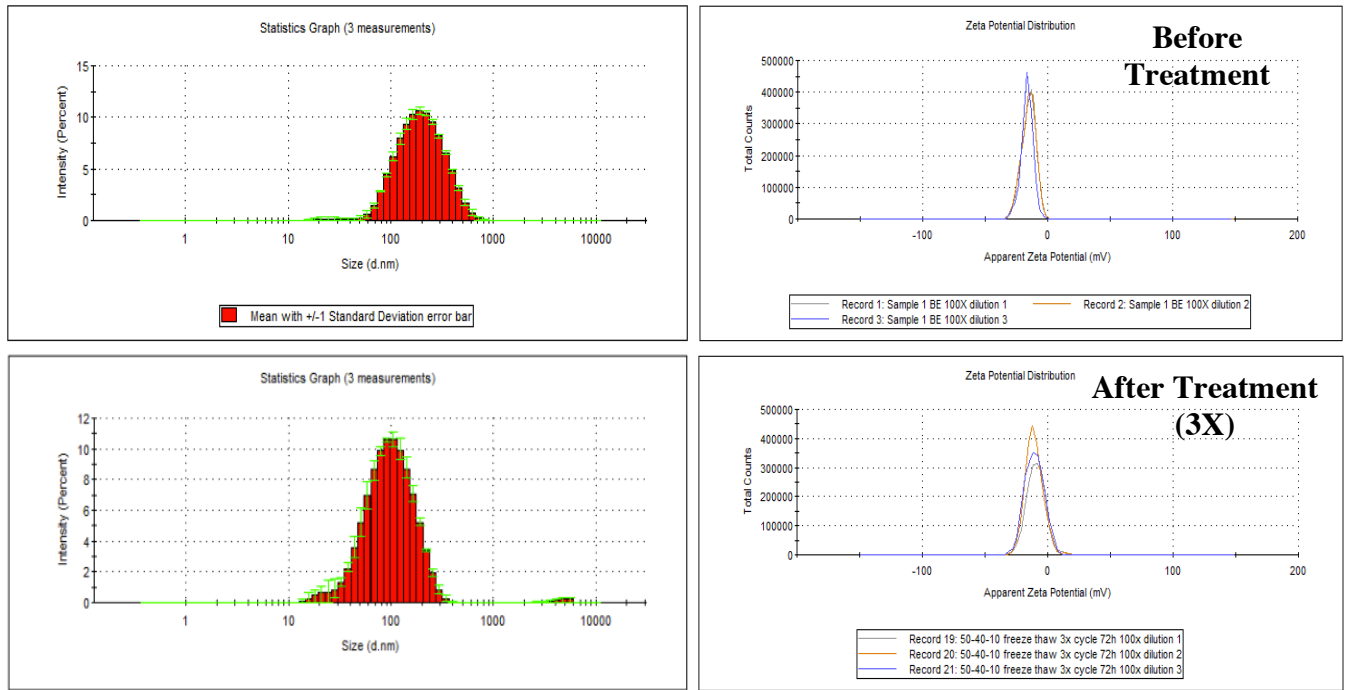 Statistics Graph (3 measurements)
Intensity (Percent)
15
10
5
0
1
10
100
1000
10000
Size (d.nm)
Mean with +/-1 Standard Deviation error bar
Zeta Potential Distribution
Before
Treatment
Total Counts
500000
400000
300000
200000
100000
0
-100
0
100
200
Apparent Zeta Potential (mV)
Record 1: Sample 1 BE 100X dilution 1
Record 2: Sample 1 BE 100X dilution 2
Record 3: Sample 1 BE 100X dilution 3
Statistics Graph (3 measurements)
Intensity (Percent)
12
10
8
6
4
2
0
1
10
100
1000
10000
Size (d.nm)
Zeta Potential Distribution
After Treatment
(3X)
Total Counts
500000
400000
300000
200000
100000
0
-100
0
100
200
Apparent Zeta Potential (mV)
Record 19: 50-40-10 freeze thaw 3x cycle 72h 100x dilution 1
Record 20: 50-40-10 freeze thaw 3x cycle 72h 100x dilution 2
Record 21: 50-40-10 freeze thaw 3x cycle 72h 100x dilution 3